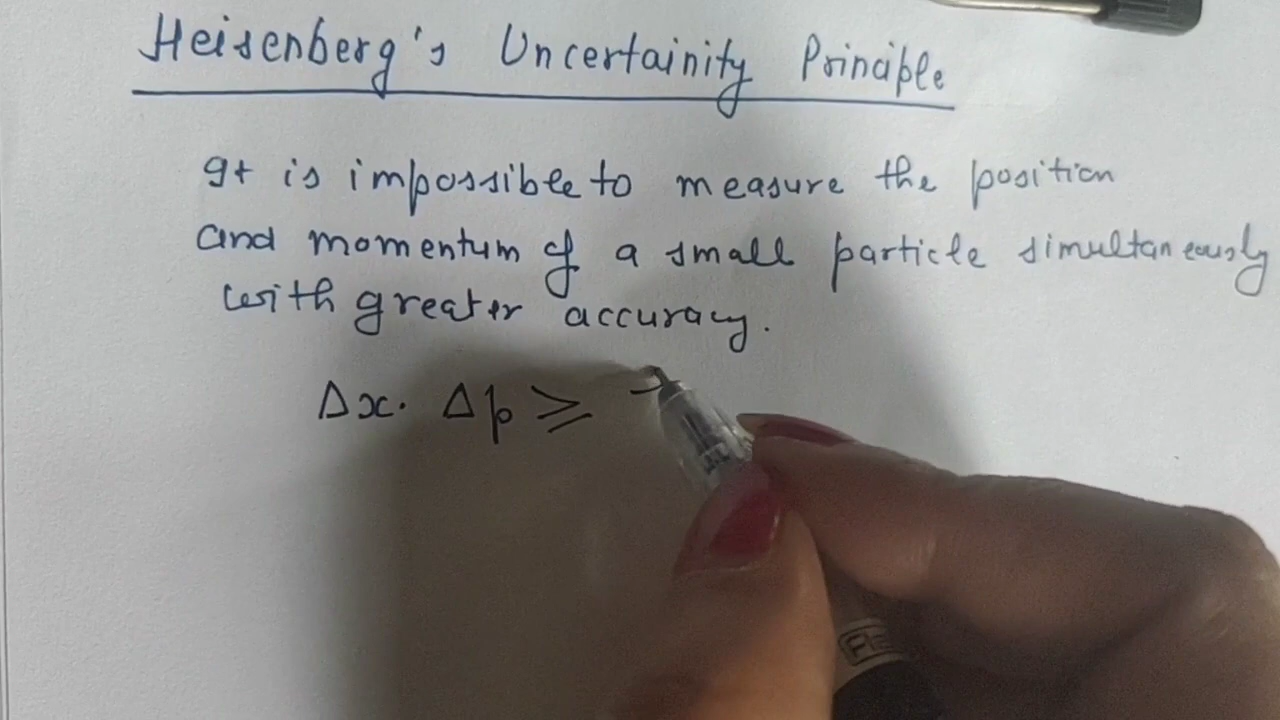 Heisenberg's Uncertainity Principle
It is impossible to measure the position
and momentum of a small particle simultaneously
with greater accuracy.
Δx. Δp ≥